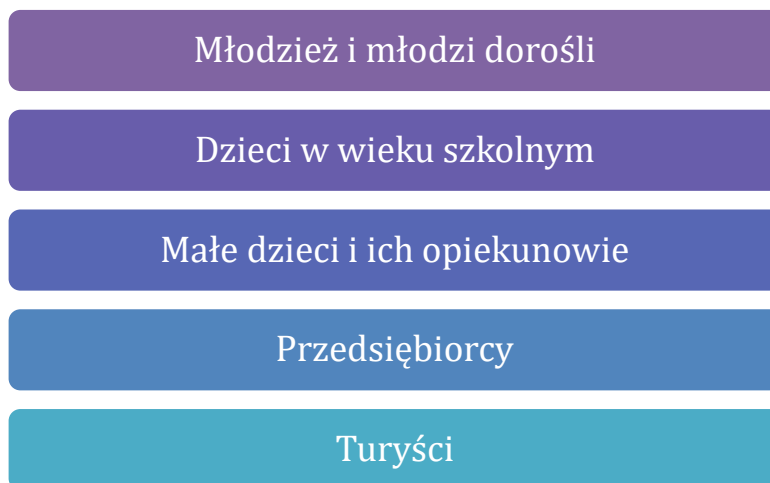 Młodzież i młodzi dorośli
Dzieci w wieku szkolnym
Małe dzieci i ich opiekunowie
Przedsiębiorcy
Turyści